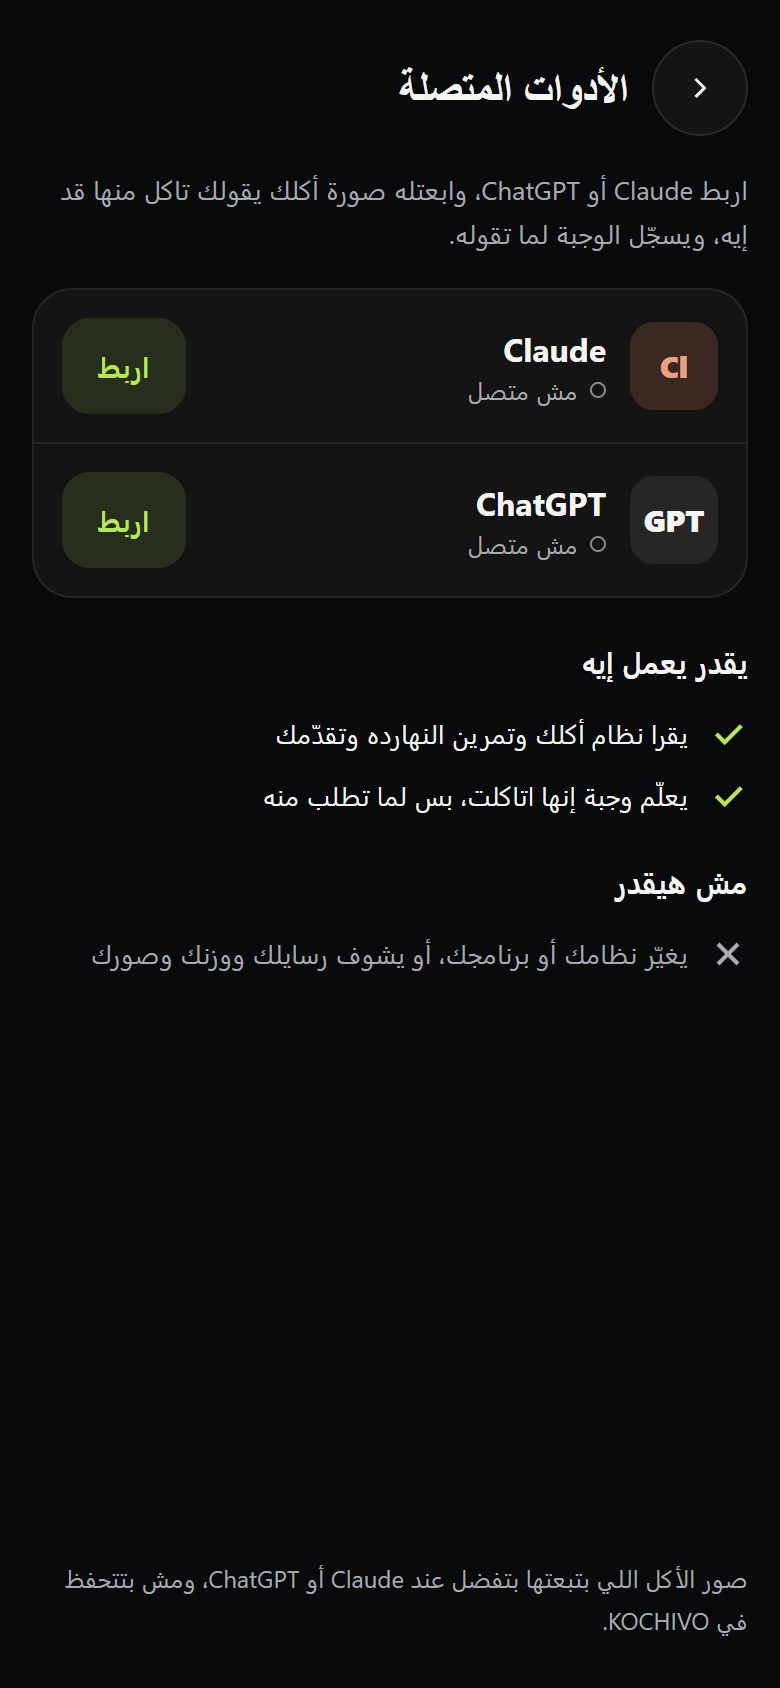 الأدوات المتصلة
اربط Claude أو ChatGPT، وابعتله صورة أكلك يقولك تاكل منها قد
إيه، ويسجّل الوجبة لما تقوله.
Cl
Claude
مش متصل
اربط
GPT
ChatGPT
مش متصل
اربط
يقدر يعمل إيه
يقرا نظام أكلك وتمرين النهارده وتقدّمك
يعلّم وجبة إنها اتاكلت، بس لما تطلب منه
مش هيقدر
يغيّر نظامك أو برنامجك، أو يشوف رسايلك ووزنك وصورك
صور الأكل اللي بتبعتها بتفضل عند Claude أو ChatGPT، ومش بتتحفظ
في KOCHIVO.